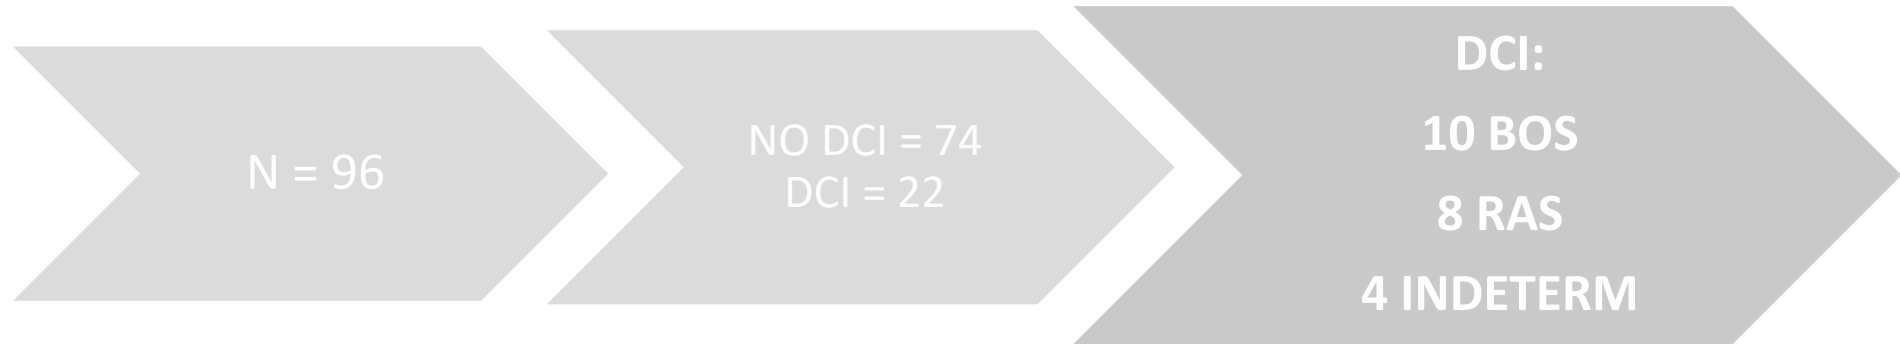 N = 96
NO DCI = 74
DCI = 22
DCI:
10 BOS
8 RAS
4 INDETERM